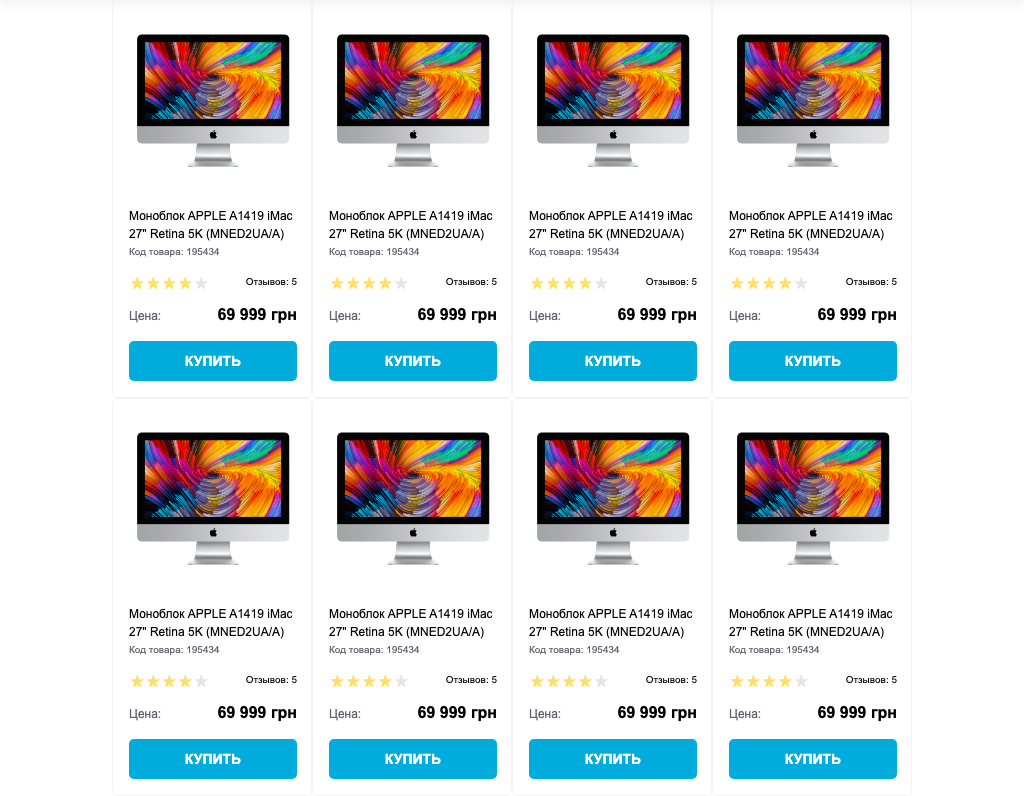 Моноблок APPLE A1419 iMac Моноблок APPLE A1419 iMac Моноблок APPLE A1419 iMac Моноблок APPLE A1419 iMac
27" Retina 5K (MNED2UA/A) 27" Retina 5K (MNED2UA/A) 27" Retina 5K (MNED2UA/A) 27" Retina 5K (MNED2UA/A)
Код товара: 195434 Код товара: 195434 Код товара: 195434 Код товара: 195434
Отзывов: 5 Отзывов: 5 Отзывов: 5 Отзывов: 5
Цена: 69 999 грн Цена: 69 999 грн Цена: 69 999 грн Цена: 69 999 грн
КУПИТЬ КУПИТЬ КУПИТЬ КУПИТЬ
Моноблок APPLE A1419 iMac Моноблок APPLE A1419 iMac Моноблок APPLE A1419 iMac Моноблок APPLE A1419 iMac
27" Retina 5K (MNED2UA/A) 27" Retina 5K (MNED2UA/A) 27" Retina 5K (MNED2UA/A) 27" Retina 5K (MNED2UA/A)
Код товара: 195434 Код товара: 195434 Код товара: 195434 Код товара: 195434
Отзывов: 5 Отзывов: 5 Отзывов: 5 Отзывов: 5
Цена: 69 999 грн Цена: 69 999 грн Цена: 69 999 грн Цена: 69 999 грн
КУПИТЬ КУПИТЬ КУПИТЬ КУПИТЬ